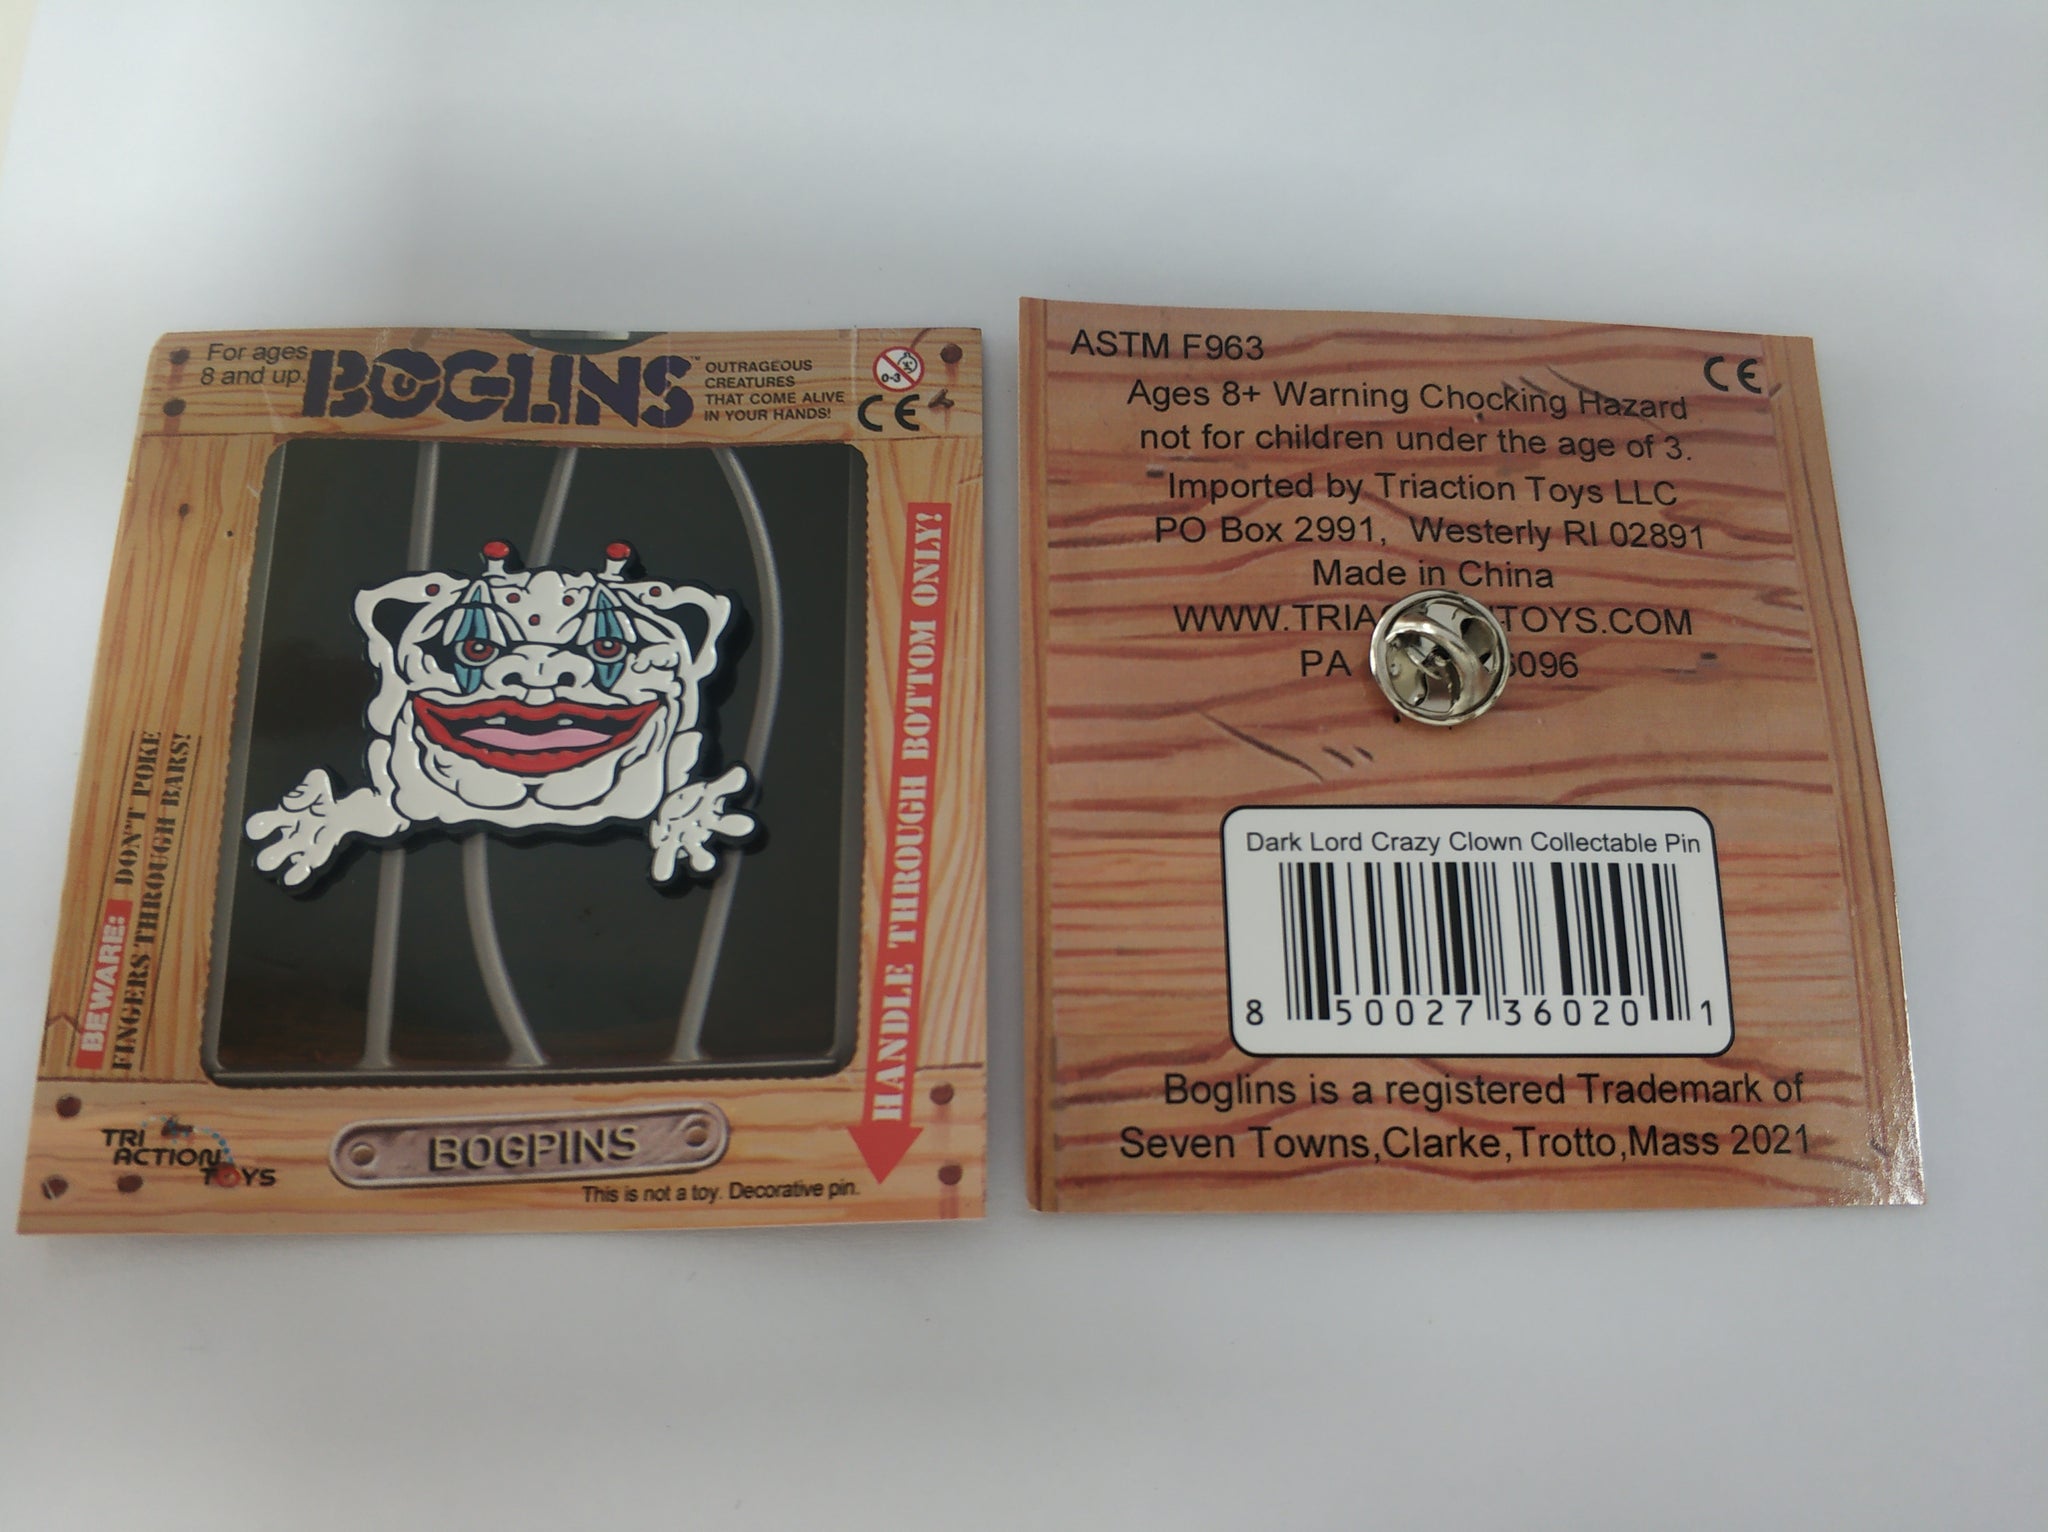 For ages
8 and up.
BOGLINS™
OUTRAGEOUS
CREATURES
THAT COME ALIVE
IN YOUR HANDS!
0-3
CE
BEWARE: DON'T POKE
FINGERS THROUGH BARS!
HANDLE THROUGH BOTTOM ONLY!
TRI
ACTION
TOYS
BOGPINS
This is not a toy. Decorative pin.
ASTM F963
CE
Ages 8+ Warning Chocking Hazard
not for children under the age of 3.
Imported by Triaction Toys LLC
PO Box 2991, Westerly RI 02891
Made in China
WWW.TRIA TOYS.COM
PA 6096
Dark Lord Crazy Clown Collectable Pin
8 50027 36020 1
Boglins is a registered Trademark of
Seven Towns,Clarke,Trotto,Mass 2021